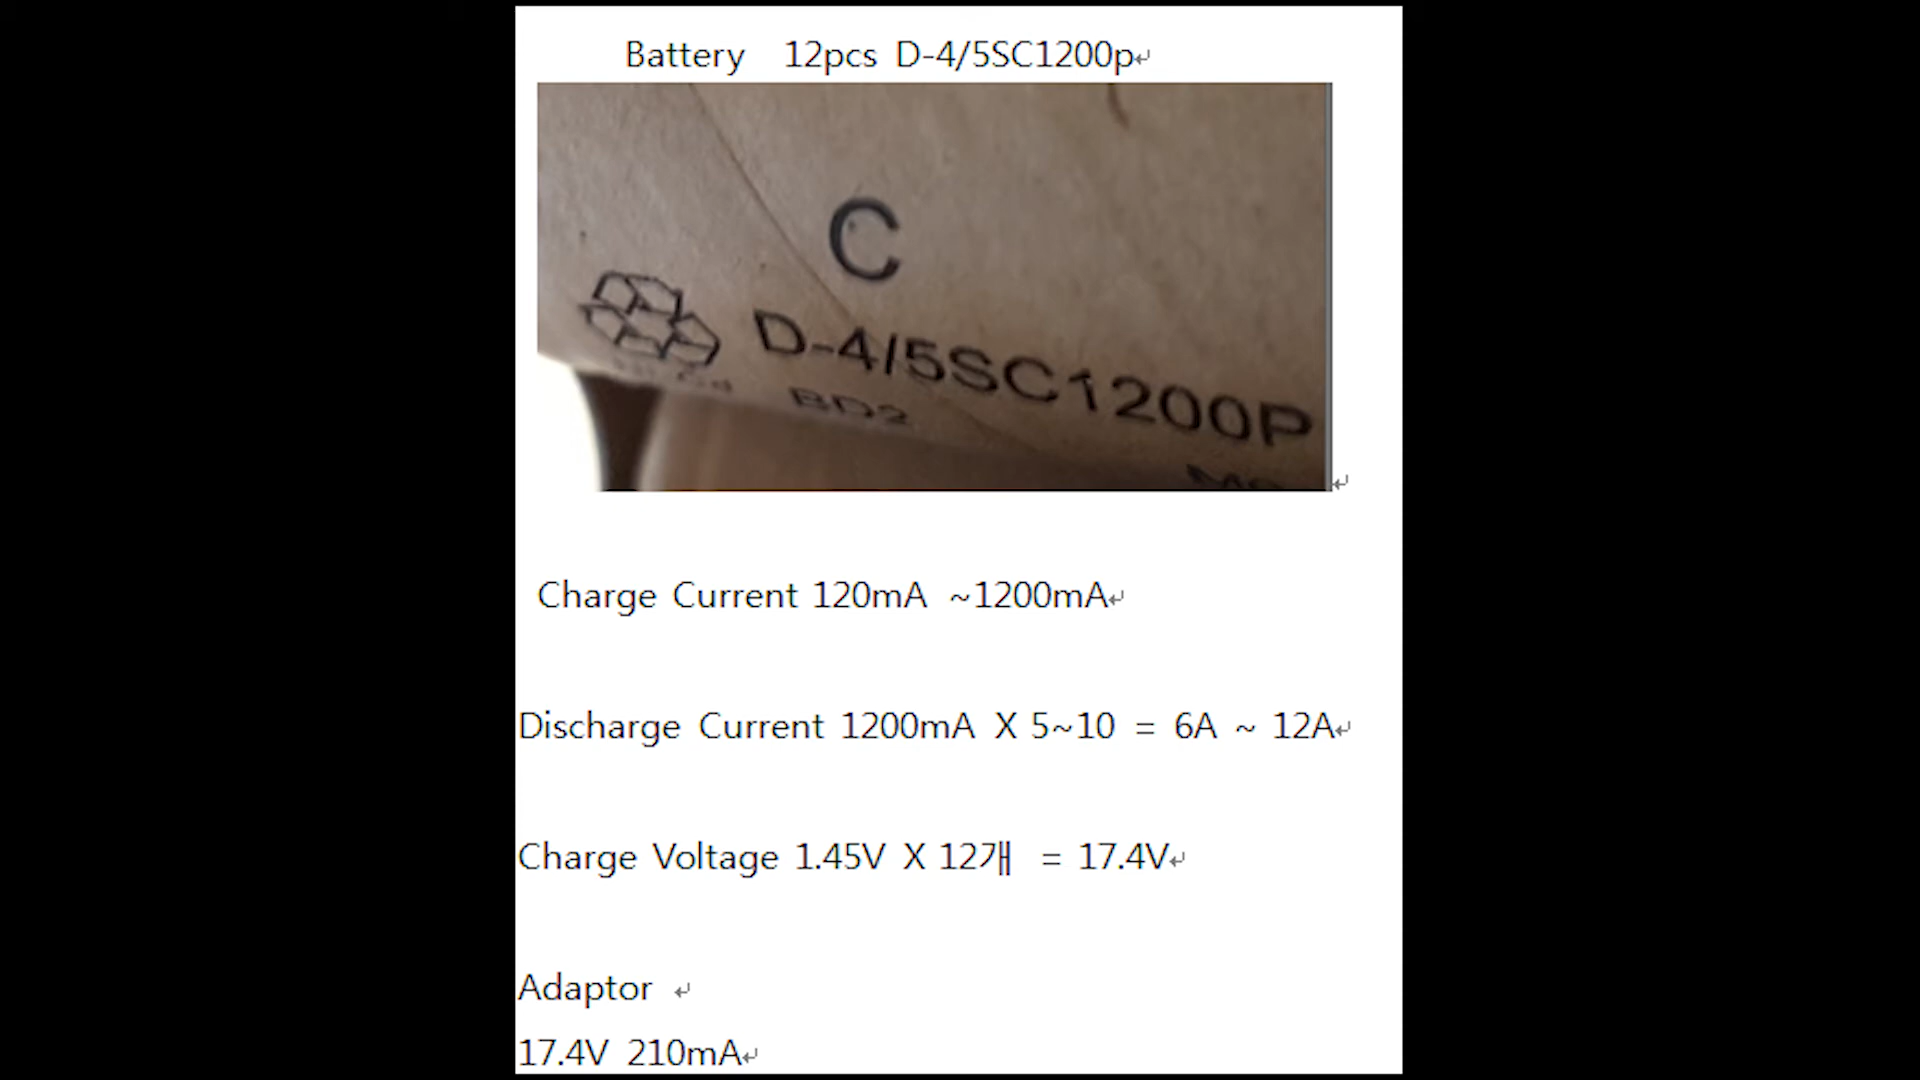 Battery 12pcs D-4/5SC1200p
C
D-4/5SC1200P
BD2
Charge Current 120mA ~1200mA
Discharge Current 1200mA X 5~10 = 6A ~ 12A
Charge Voltage 1.45V X 12개 = 17.4V
Adaptor
17.4V 210mA